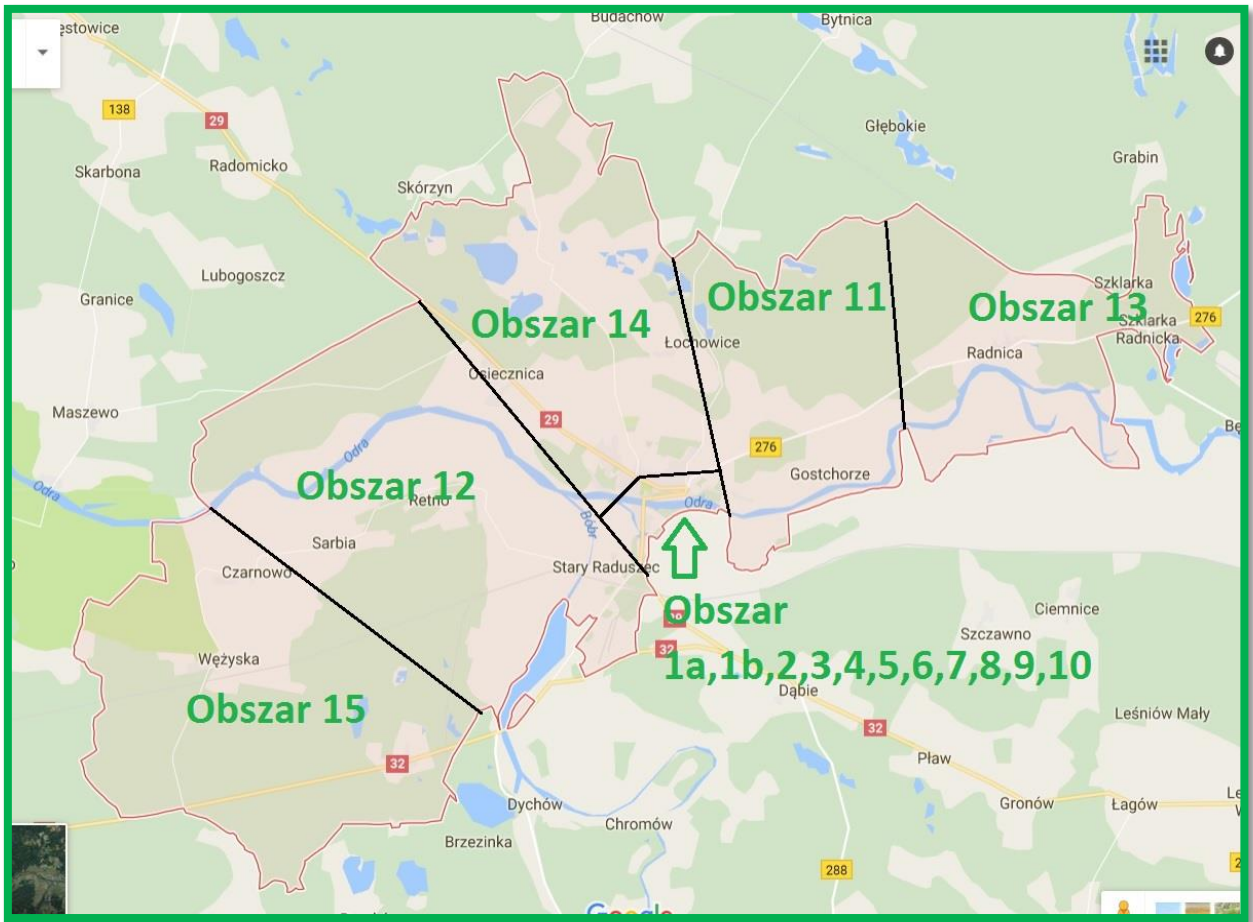 Budachów
Bytnica
138
29
Głębokie
Grabin
Skarbona
Radomicko
Skórzyn
Lubogoszcz
Granice
Szklarka
Obszar 11
Obszar 13
Obszar 14
276
Szklarka
Radnicka
Łochowice
Radnica
Osiecznica
Maszewo
29
276
Gostchorze
Odra
Odra
Obszar 12
Retno
Odra
Bóbr
Sarbia
Czarnowo
Stary Raduszec
Obszar
1a,1b,2,3,4,5,6,7,8,9,10
Ciemnice
Szczawno
32
Wężyska
Dąbie
Obszar 15
Leśniów Mały
32
Pław
32
Dychów
Gronów
Łagów
Chromów
Brzezinka
288
Google